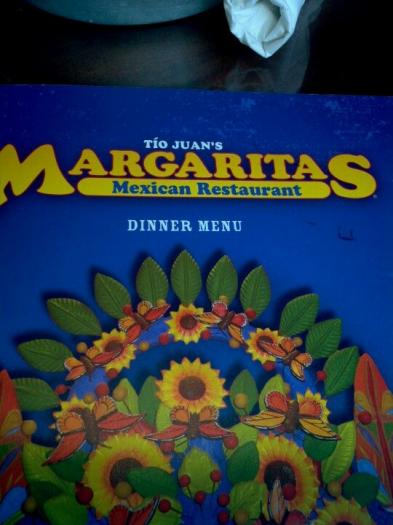 TÍO JUAN'S
MARGARITAS
Mexican Restaurant
DINNER MENU